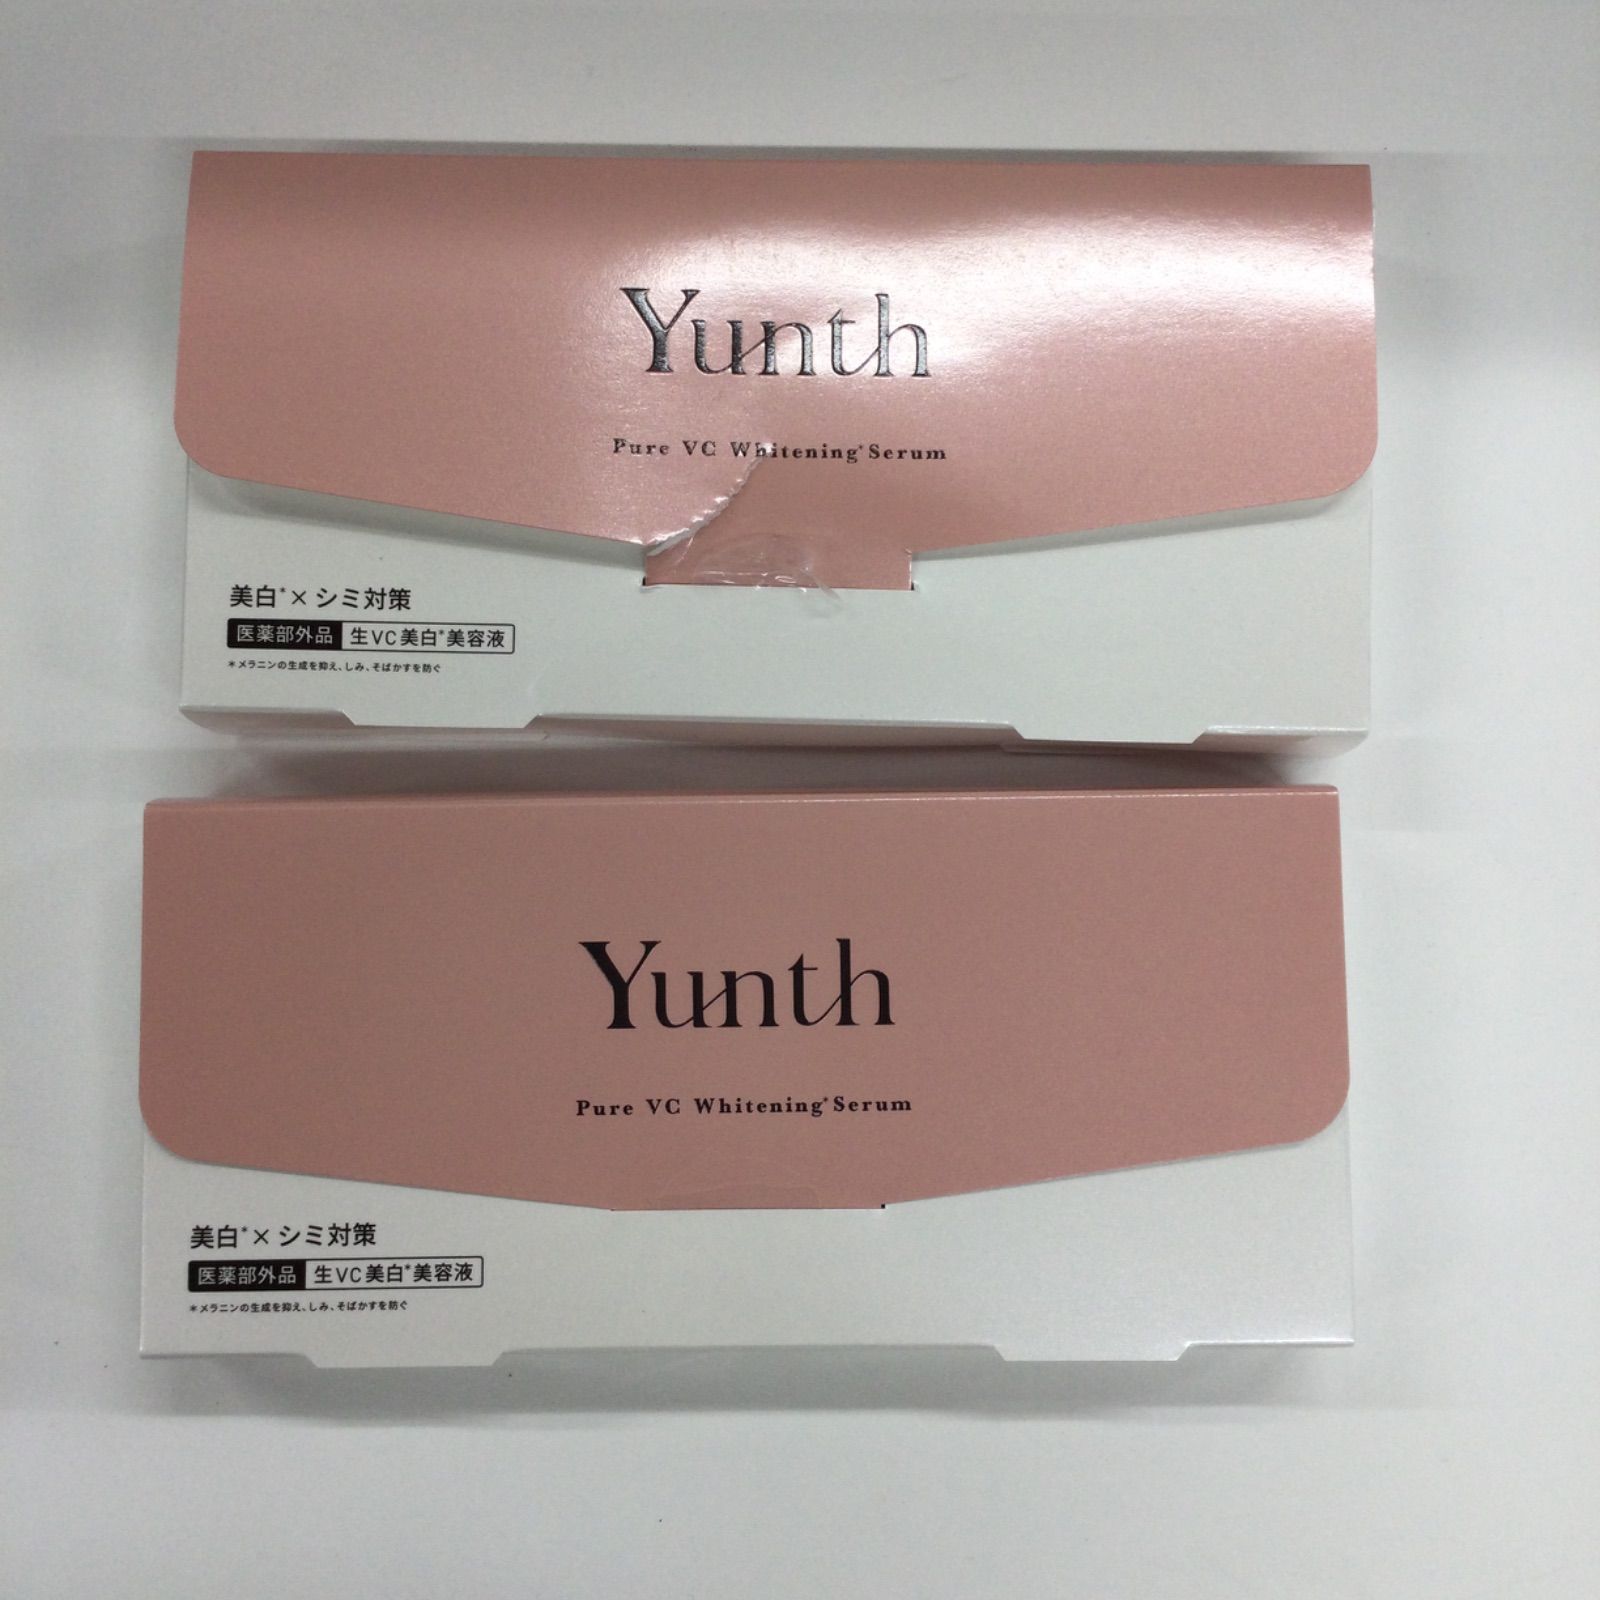 Yunth
Pure VC Whitening*Serum
美白*×シミ対策
医薬部外品 生VC美白*美容液
*メラニンの生成を抑え、しみ、そばかすを防ぐ
Yunth
Pure VC Whitening*Serum
美白*×シミ対策
医薬部外品 生VC美白*美容液
*メラニンの生成を抑え、しみ、そばかすを防ぐ